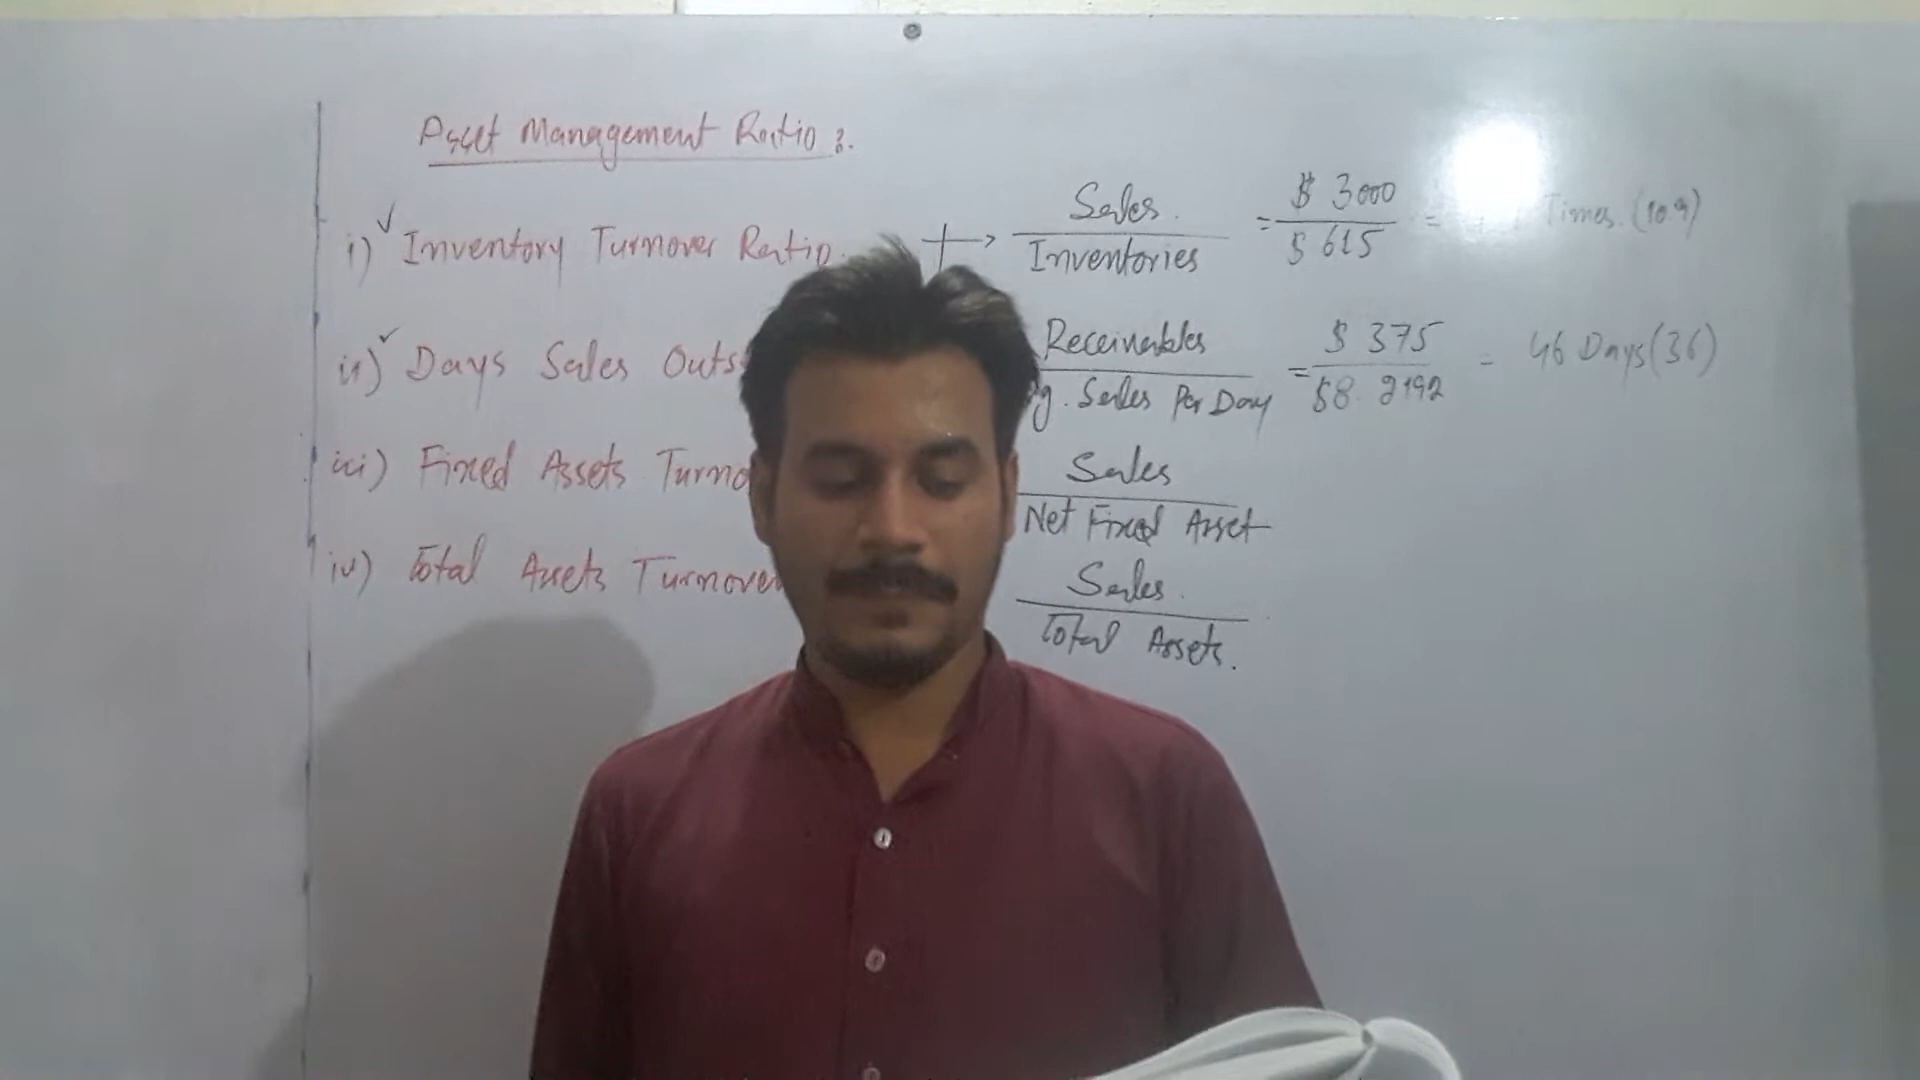 Asset Management Ratio :.
i) ✓ Inventory Turnover Ratio. → Sales. / Inventories = $ 3000 / $ 615 = Times. (10.9)
ii) ✓ Days Sales Outs Receivables / g. Sales Per Day = $ 375 / $8. 2192 = 46 Days (36)
iii) Fixed Assets Turno Sales / Net Fixed Asset
iv) Total Assets Turnover Sales. / Total Assets.